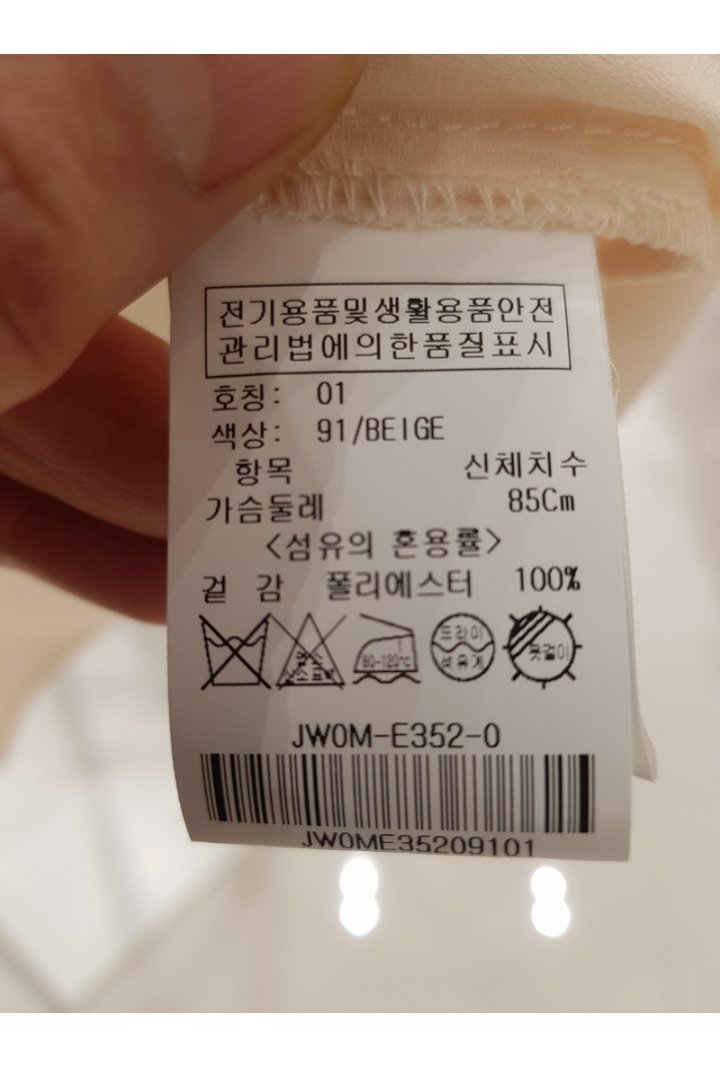 전기용품및생활용품안전
관리법에의한품질표시
호칭: 01
색상: 91/BEIGE
항목 신체치수
가슴둘레 85Cm
<섬유의 혼용률>
겉 감 폴리에스터 100%
80-120℃ 드라이 옷걸이
석유계
JW0M-E352-0
JW0ME35209101